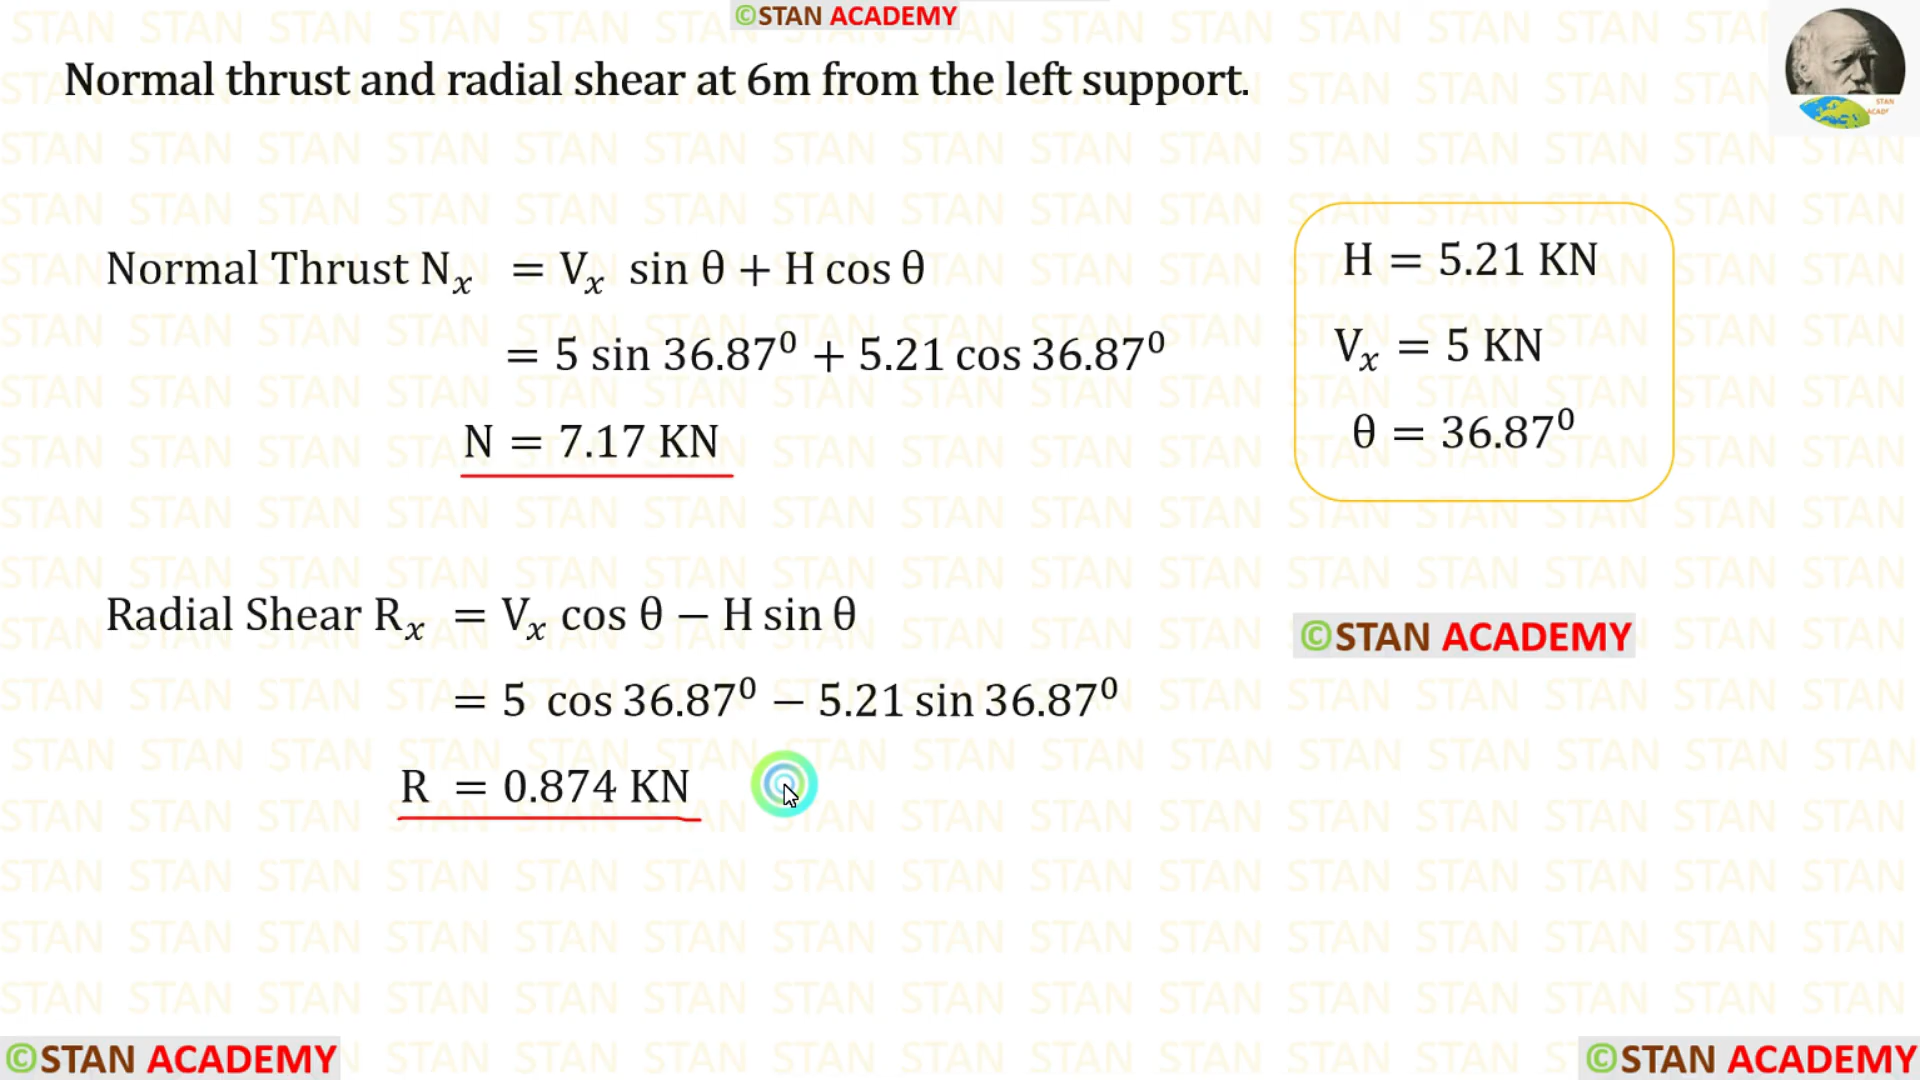 ©STAN ACADEMY
Normal thrust and radial shear at 6m from the left support.
STAN
ACADF
Normal Thrust Nₓ = Vₓ sin θ + H cos θ
= 5 sin 36.87⁰ + 5.21 cos 36.87⁰
N = 7.17 KN
H = 5.21 KN
Vₓ = 5 KN
θ = 36.87⁰
Radial Shear Rₓ = Vₓ cos θ − H sin θ
= 5 cos 36.87⁰ − 5.21 sin 36.87⁰
R = 0.874 KN
©STAN ACADEMY
©STAN ACADEMY
©STAN ACADEMY